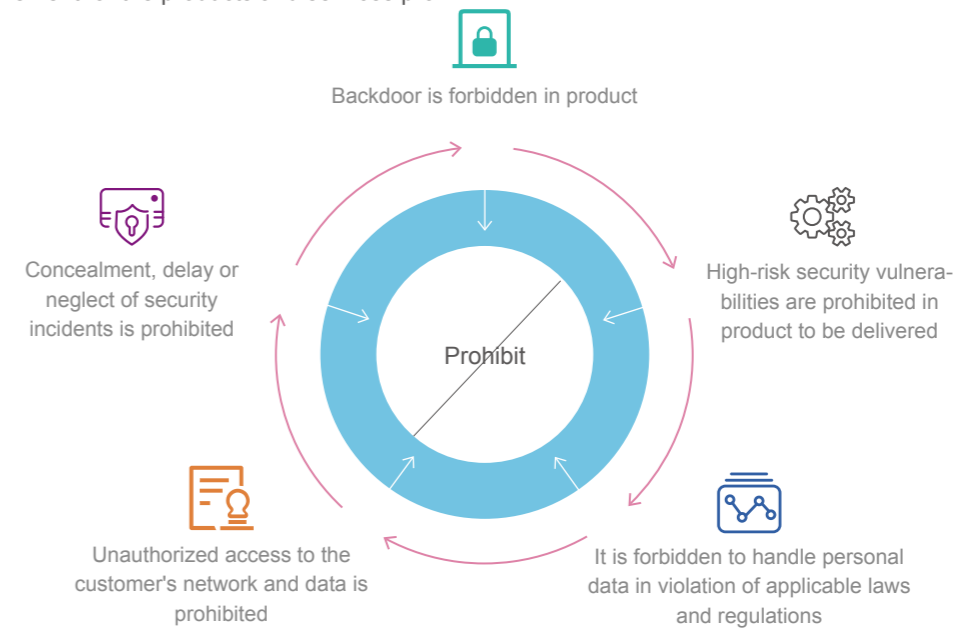 Backdoor is forbidden in product
Concealment, delay or
neglect of security
incidents is prohibited
High-risk security vulnera-
bilities are prohibited in
product to be delivered
Prohibit
Unauthorized access to the
customer's network and data is
prohibited
It is forbidden to handle personal
data in violation of applicable laws
and regulations